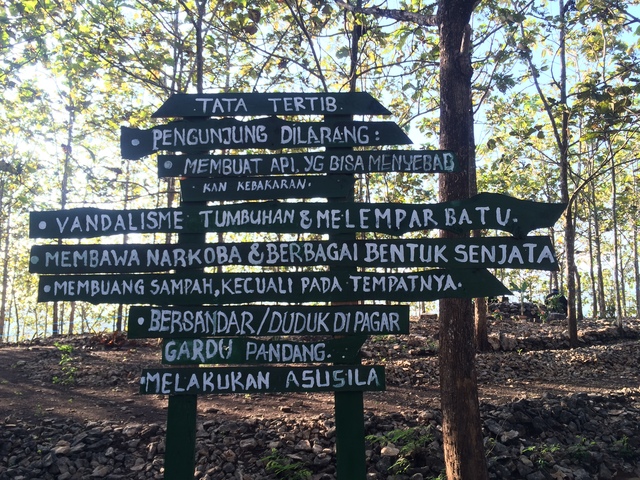 TATA TERTIB.
PENGUNJUNG DILARANG:
• MEMBUAT API, YG BISA MENYEBAB
KAN KEBAKARAN.
• VANDALISME TUMBUHAN & MELEMPAR BATU.
• MEMBAWA NARKOBA & BERBAGAI BENTUK SENJATA
• MEMBUANG SAMPAH, KECUALI PADA TEMPATNYA.
• BERSANDAR/DUDUK DI PAGAR
GARDU PANDANG.
• MELAKUKAN ASUSILA